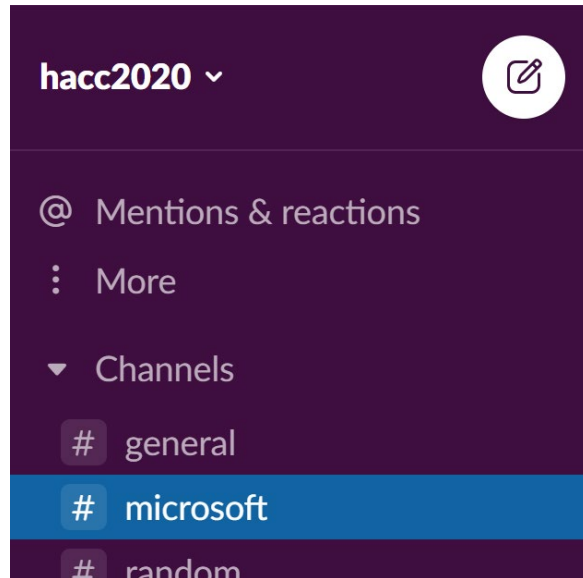 hacc2020
@ Mentions & reactions
More
Channels
# general
# microsoft
# random